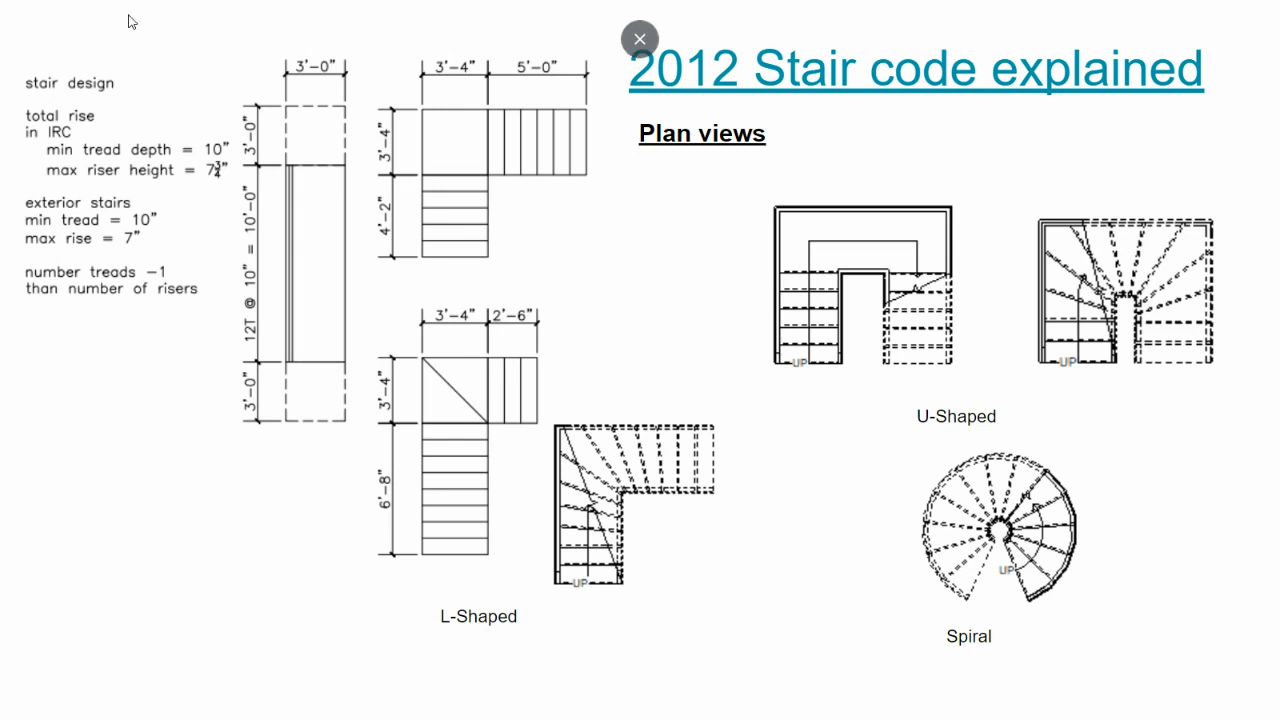 2012 Stair code explained
Plan views
stair design
total rise
in IRC
min tread depth = 10"
max riser height = 7¾"
exterior stairs
min tread = 10"
max rise = 7"
number treads -1
than number of risers
3'-0"
3'-0"
12T @ 10" = 10'-0"
3'-0"
3'-4"
5'-0"
3'-4"
4'-2"
3'-4"
2'-6"
3'-4"
6'-8"
UP
L-Shaped
UP
UP
U-Shaped
UP
Spiral